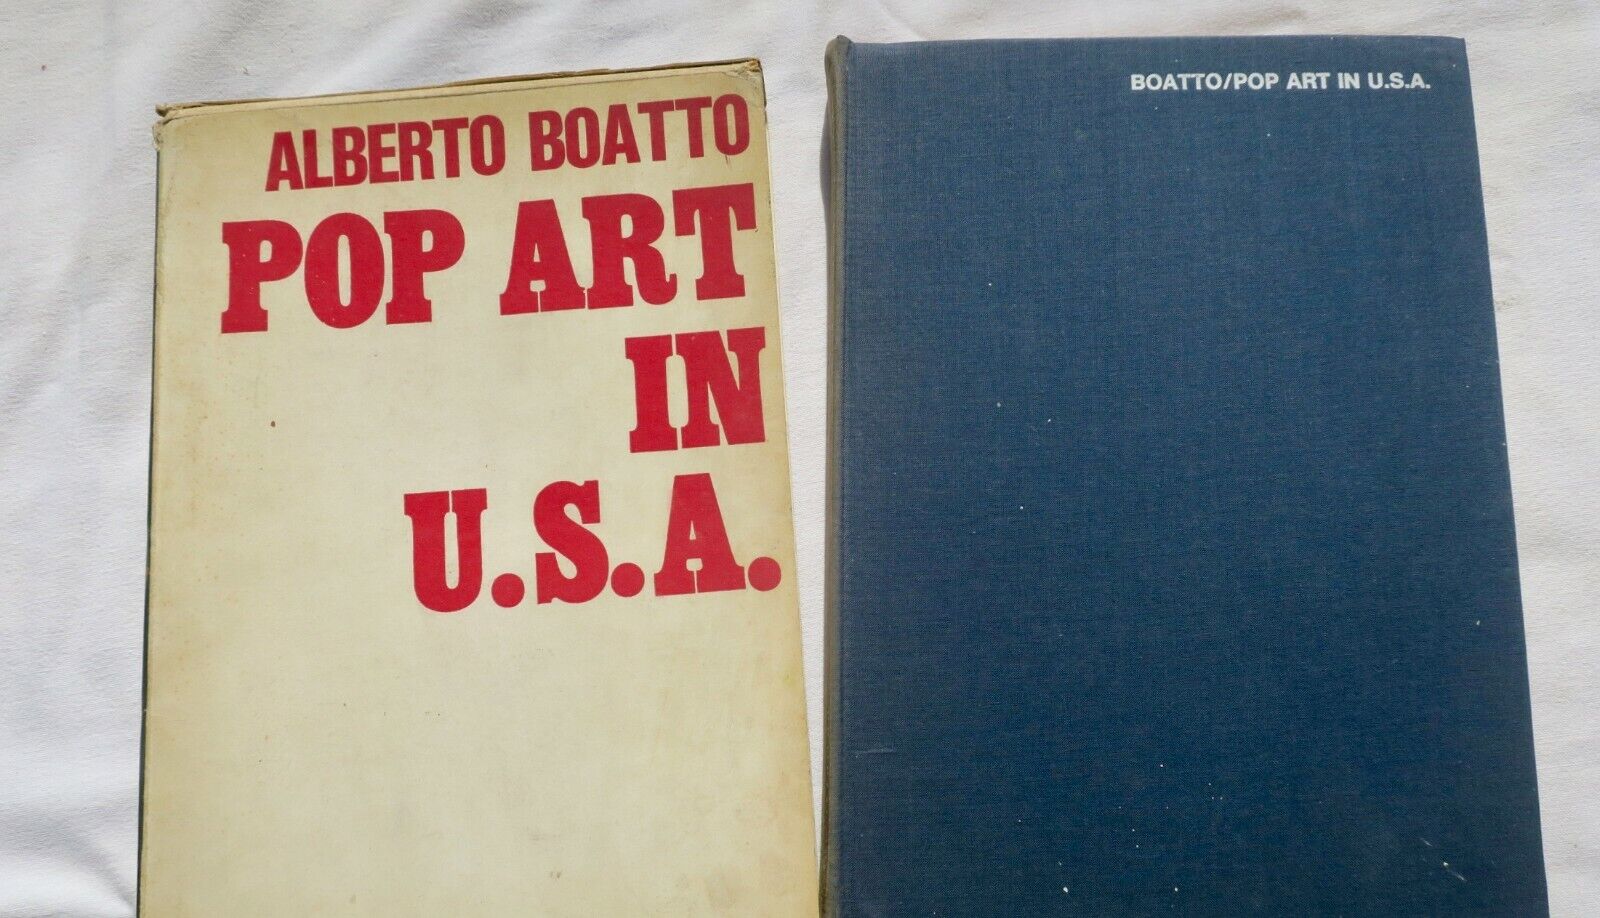 ALBERTO BOATTO
POP ART
IN
U.S.A.
BOATTO/POP ART IN U.S.A.